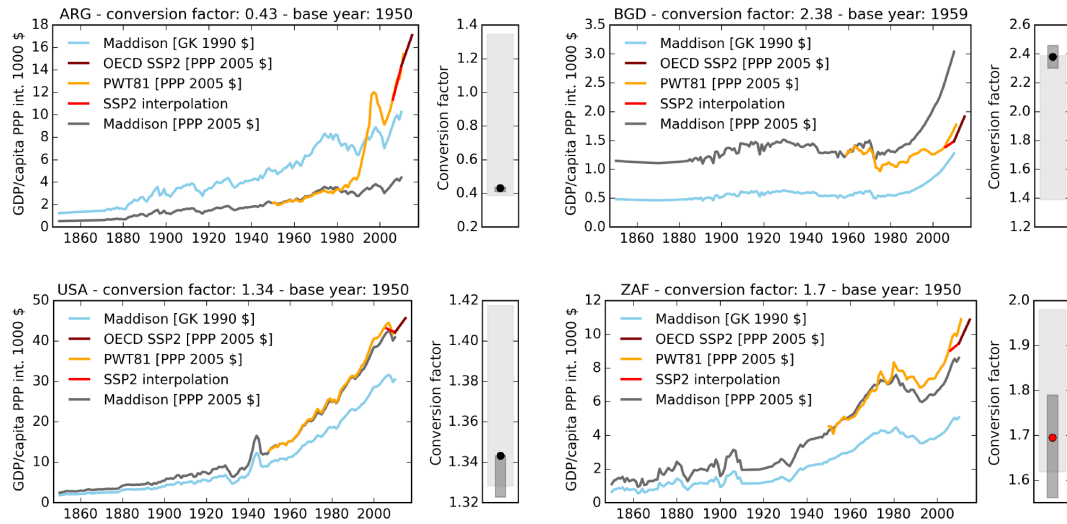 ARG - conversion factor: 0.43 - base year: 1950
GDP/capita PPP int. 1000 $
18
16
14
12
10
8
6
4
2
0
Maddison [GK 1990 $]
OECD SSP2 [PPP 2005 $]
PWT81 [PPP 2005 $]
SSP2 interpolation
Maddison [PPP 2005 $]
1860 1880 1900 1920 1940 1960 1980 2000
Conversion factor
1.4
1.2
1.0
0.8
0.6
0.4
0.2
BGD - conversion factor: 2.38 - base year: 1959
GDP/capita PPP int. 1000 $
3.5
3.0
2.5
2.0
1.5
1.0
0.5
0.0
Maddison [GK 1990 $]
OECD SSP2 [PPP 2005 $]
PWT81 [PPP 2005 $]
SSP2 interpolation
Maddison [PPP 2005 $]
1860 1880 1900 1920 1940 1960 1980 2000
Conversion factor
2.6
2.4
2.2
2.0
1.8
1.6
1.4
1.2
USA - conversion factor: 1.34 - base year: 1950
GDP/capita PPP int. 1000 $
50
40
30
20
10
0
Maddison [GK 1990 $]
OECD SSP2 [PPP 2005 $]
PWT81 [PPP 2005 $]
SSP2 interpolation
Maddison [PPP 2005 $]
1860 1880 1900 1920 1940 1960 1980 2000
Conversion factor
1.42
1.40
1.38
1.36
1.34
1.32
ZAF - conversion factor: 1.7 - base year: 1950
GDP/capita PPP int. 1000 $
12
10
8
6
4
2
0
Maddison [GK 1990 $]
OECD SSP2 [PPP 2005 $]
PWT81 [PPP 2005 $]
SSP2 interpolation
Maddison [PPP 2005 $]
1860 1880 1900 1920 1940 1960 1980 2000
Conversion factor
2.0
1.9
1.8
1.7
1.6